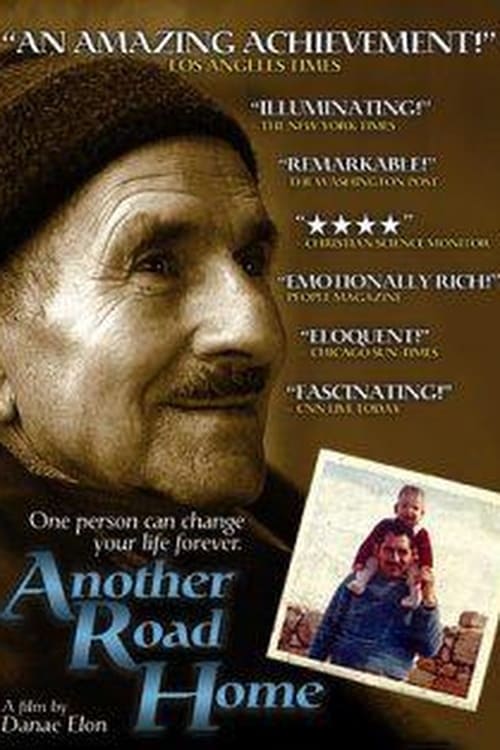 “AN AMAZING ACHIEVEMENT!”
LOS ANGELES TIMES
“ILLUMINATING!”
THE NEW YORK TIMES
“REMARKABLE!”
THE WASHINGTON POST
“★★★★”
CHRISTIAN SCIENCE MONITOR
“EMOTIONALLY RICH!”
PEOPLE MAGAZINE
“ELOQUENT!”
CHICAGO SUN-TIMES
“FASCINATING!”
CNN LIVE TODAY
One person can change
your life forever.
Another
Road
Home
A film by
Danae Elon